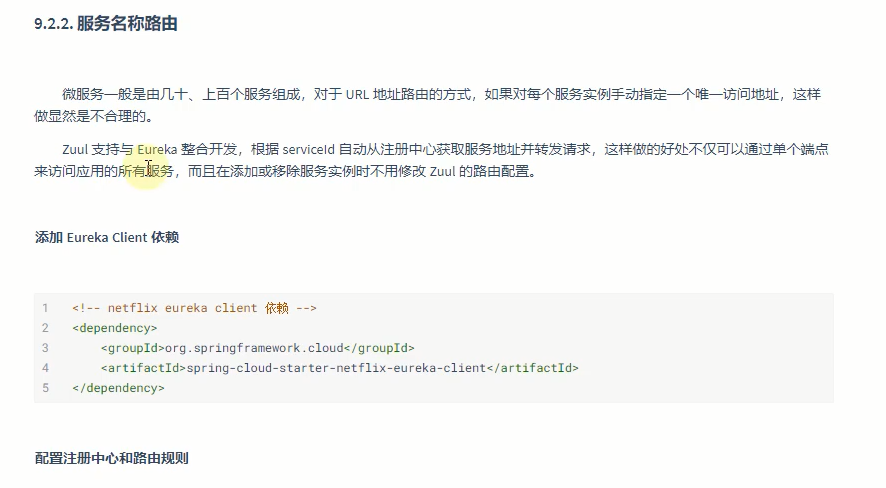 9.2.2. 服务名称路由
微服务一般是由几十、上百个服务组成，对于 URL 地址路由的方式，如果对每个服务实例手动指定一个唯一访问地址，这样
做显然是不合理的。
Zuul 支持与 Eureka 整合开发，根据 serviceId 自动从注册中心获取服务地址并转发请求，这样做的好处不仅可以通过单个端点
来访问应用的所有服务，而且在添加或移除服务实例时不用修改 Zuul 的路由配置。
添加 Eureka Client 依赖
1 <!-- netflix eureka client 依赖 -->
2 <dependency>
3     <groupId>org.springframework.cloud</groupId>
4     <artifactId>spring-cloud-starter-netflix-eureka-client</artifactId>
5 </dependency>
配置注册中心和路由规则